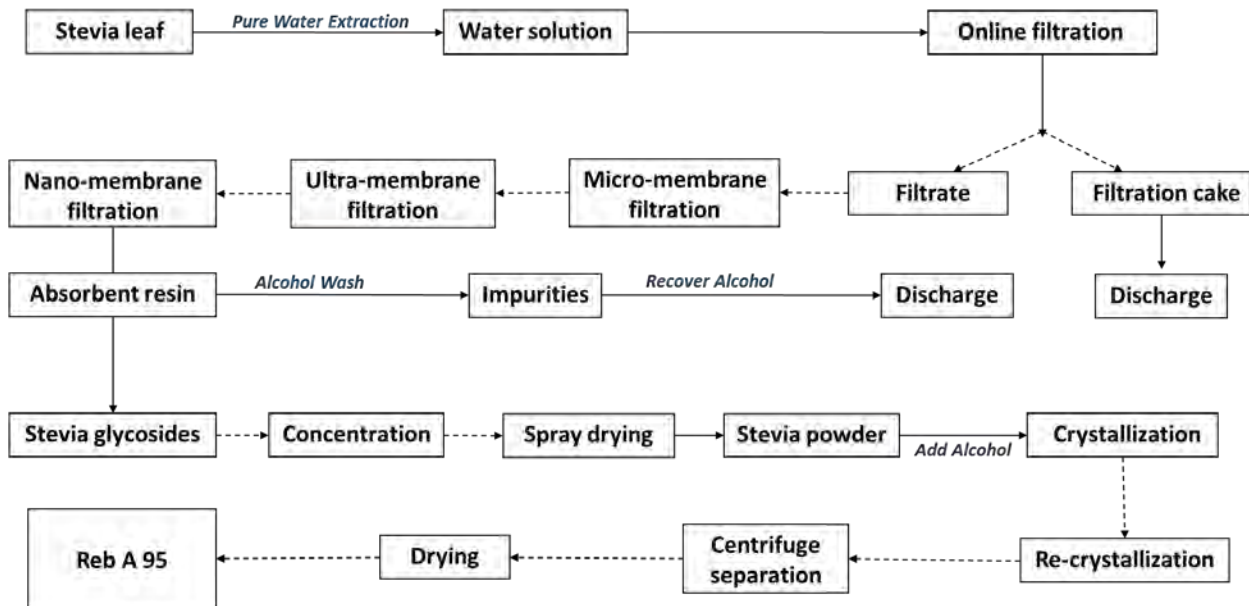 Stevia leaf
Pure Water Extraction
Water solution
Online filtration
Nano-membrane
filtration
Ultra-membrane
filtration
Micro-membrane
filtration
Filtrate
Filtration cake
Absorbent resin
Alcohol Wash
Impurities
Recover Alcohol
Discharge
Discharge
Stevia glycosides
Concentration
Spray drying
Stevia powder
Add Alcohol
Crystallization
Reb A 95
Drying
Centrifuge
separation
Re-crystallization